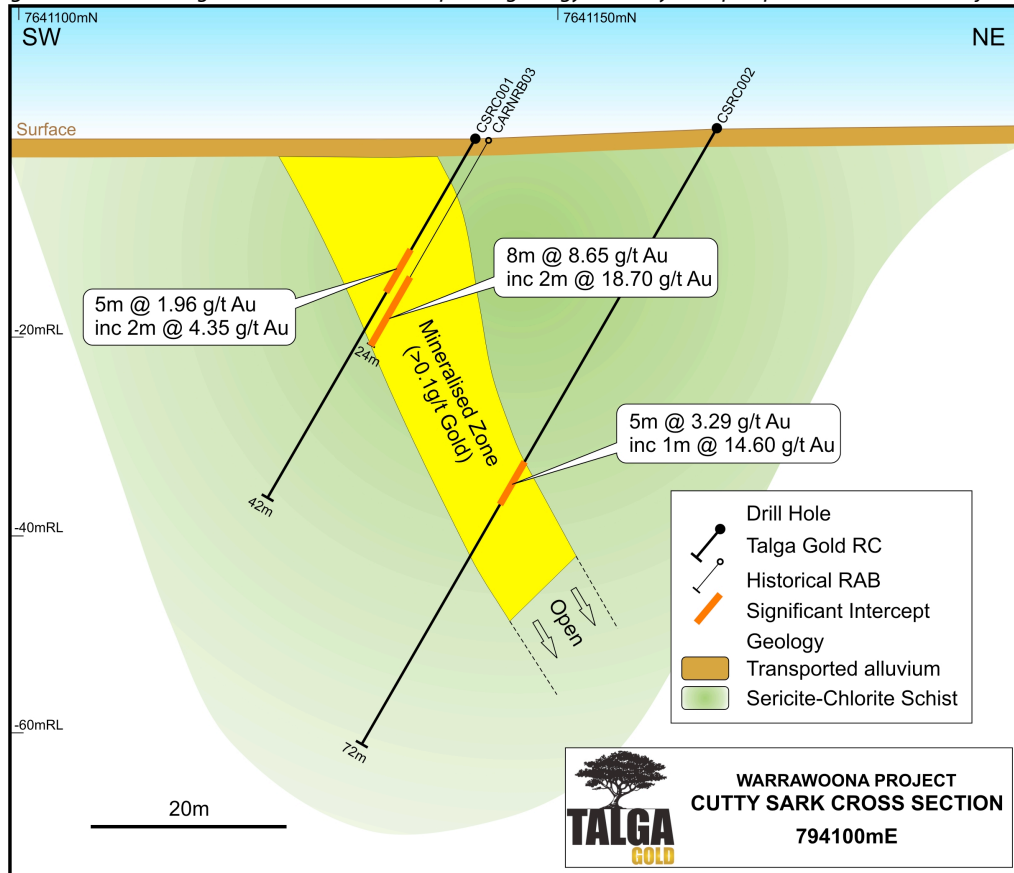 7641100mN
7641150mN
SW
NE
CSRC001
CARNRB03
CSRC002
Surface
8m @ 8.65 g/t Au
inc 2m @ 18.70 g/t Au
5m @ 1.96 g/t Au
inc 2m @ 4.35 g/t Au
-20mRL
24m
Mineralised Zone
(>0.1g/t Gold)
5m @ 3.29 g/t Au
inc 1m @ 14.60 g/t Au
42m
-40mRL
Open
Drill Hole
Talga Gold RC
Historical RAB
Significant Intercept
Geology
Transported alluvium
Sericite-Chlorite Schist
-60mRL
72m
20m
TALGA
GOLD
WARRAWOONA PROJECT
CUTTY SARK CROSS SECTION
794100mE